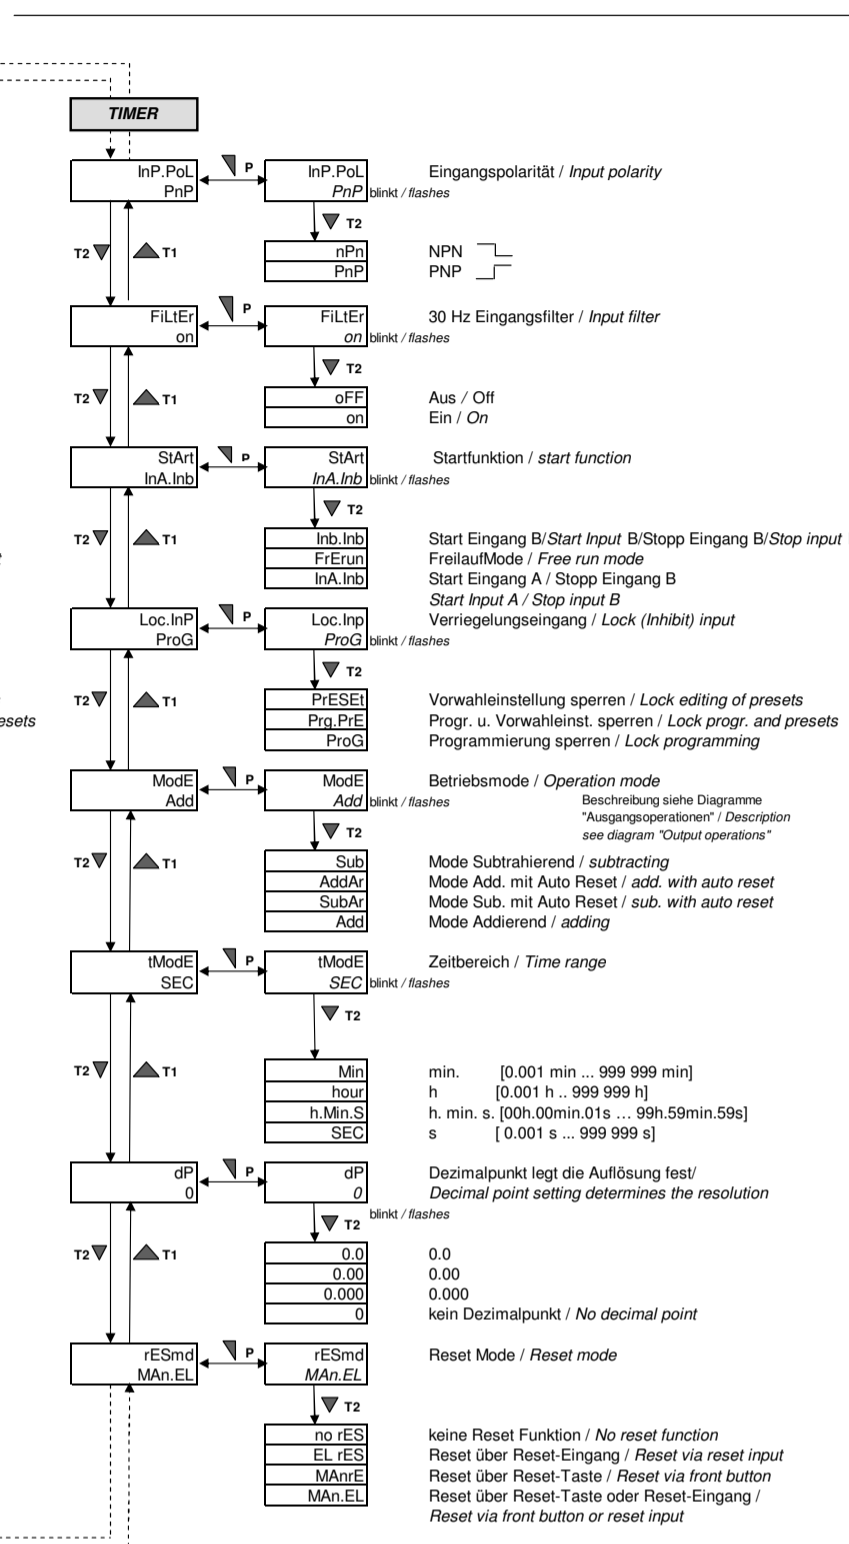 TIMER
InP.PoL P InP.PoL Eingangspolarität / Input polarity
PnP PnP blinkt / flashes
T2
T2 T1 nPn NPN
PnP PNP
FiLtEr P FiLtEr 30 Hz Eingangsfilter / Input filter
on on blinkt / flashes
T2
T2 T1 oFF Aus / Off
on Ein / On
StArt P StArt Startfunktion / start function
InA.Inb InA.Inb blinkt / flashes
T2
T2 T1 Inb.Inb Start Eingang B/Start Input B/Stopp Eingang B/Stop input
FrErun FreilaufMode / Free run mode
InA.Inb Start Eingang A / Stopp Eingang B
Start Input A / Stop input B
Loc.InP P Loc.Inp Verriegelungseingang / Lock (Inhibit) input
ProG ProG blinkt / flashes
T2
T2 T1 PrESEt Vorwahleinstellung sperren / Lock editing of presets
esets Prg.PrE Progr. u. Vorwahleinst. sperren / Lock progr. and presets
ProG Programmierung sperren / Lock programming
ModE P ModE Betriebsmode / Operation mode
Add Add blinkt / flashes Beschreibung siehe Diagramme
"Ausgangsoperationen" / Description
T2 see diagram "Output operations"
T2 T1 Sub Mode Subtrahierend / subtracting
AddAr Mode Add. mit Auto Reset / add. with auto reset
SubAr Mode Sub. mit Auto Reset / sub. with auto reset
Add Mode Addierend / adding
tModE P tModE Zeitbereich / Time range
SEC SEC blinkt / flashes
T2
T2 T1 Min min. [0.001 min ... 999 999 min]
hour h [0.001 h .. 999 999 h]
h.Min.S h. min. s. [00h.00min.01s … 99h.59min.59s]
SEC s [ 0.001 s ... 999 999 s]
dP P dP Dezimalpunkt legt die Auflösung fest/
0 0 Decimal point setting determines the resolution
blinkt / flashes
T2
T2 T1 0.0 0.0
0.00 0.00
0.000 0.000
0 kein Dezimalpunkt / No decimal point
rESmd P rESmd Reset Mode / Reset mode
MAn.EL MAn.EL
T2
no rES keine Reset Funktion / No reset function
EL rES Reset über Reset-Eingang / Reset via reset input
MAnrE Reset über Reset-Taste / Reset via front button
MAn.EL Reset über Reset-Taste oder Reset-Eingang /
Reset via front button or reset input